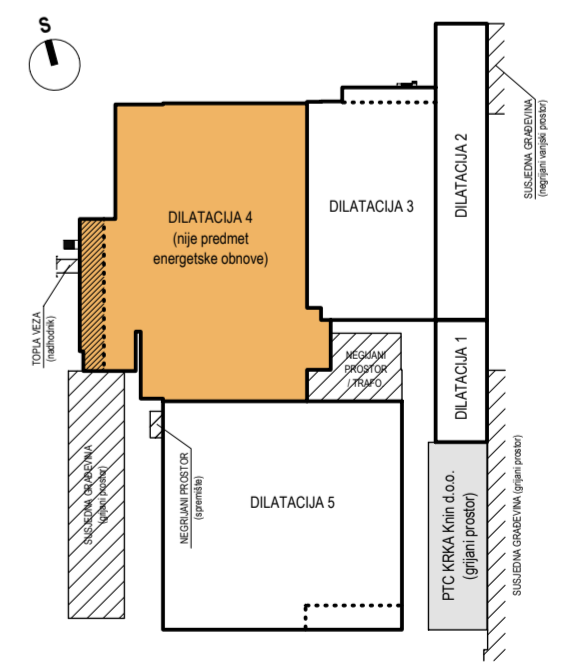 S
DILATACIJA 4
(nije predmet
energetske obnove)
DILATACIJA 3
DILATACIJA 2
SUSJEDNA GRAĐEVINA
(negrijani vanjski prostor)
TOPLA VEZA
(nadhodnik)
NEGIJANI
PROSTOR
/ TRAFO
DILATACIJA 1
SUSJEDNA GRAĐEVINA
(grijani prostor)
NEGRIJANI PROSTOR
(spremište)
DILATACIJA 5
PTC KRKA Knin d.o.o.
(grijani prostor)
SUSJEDNA GRAĐEVINA (grijani prostor)